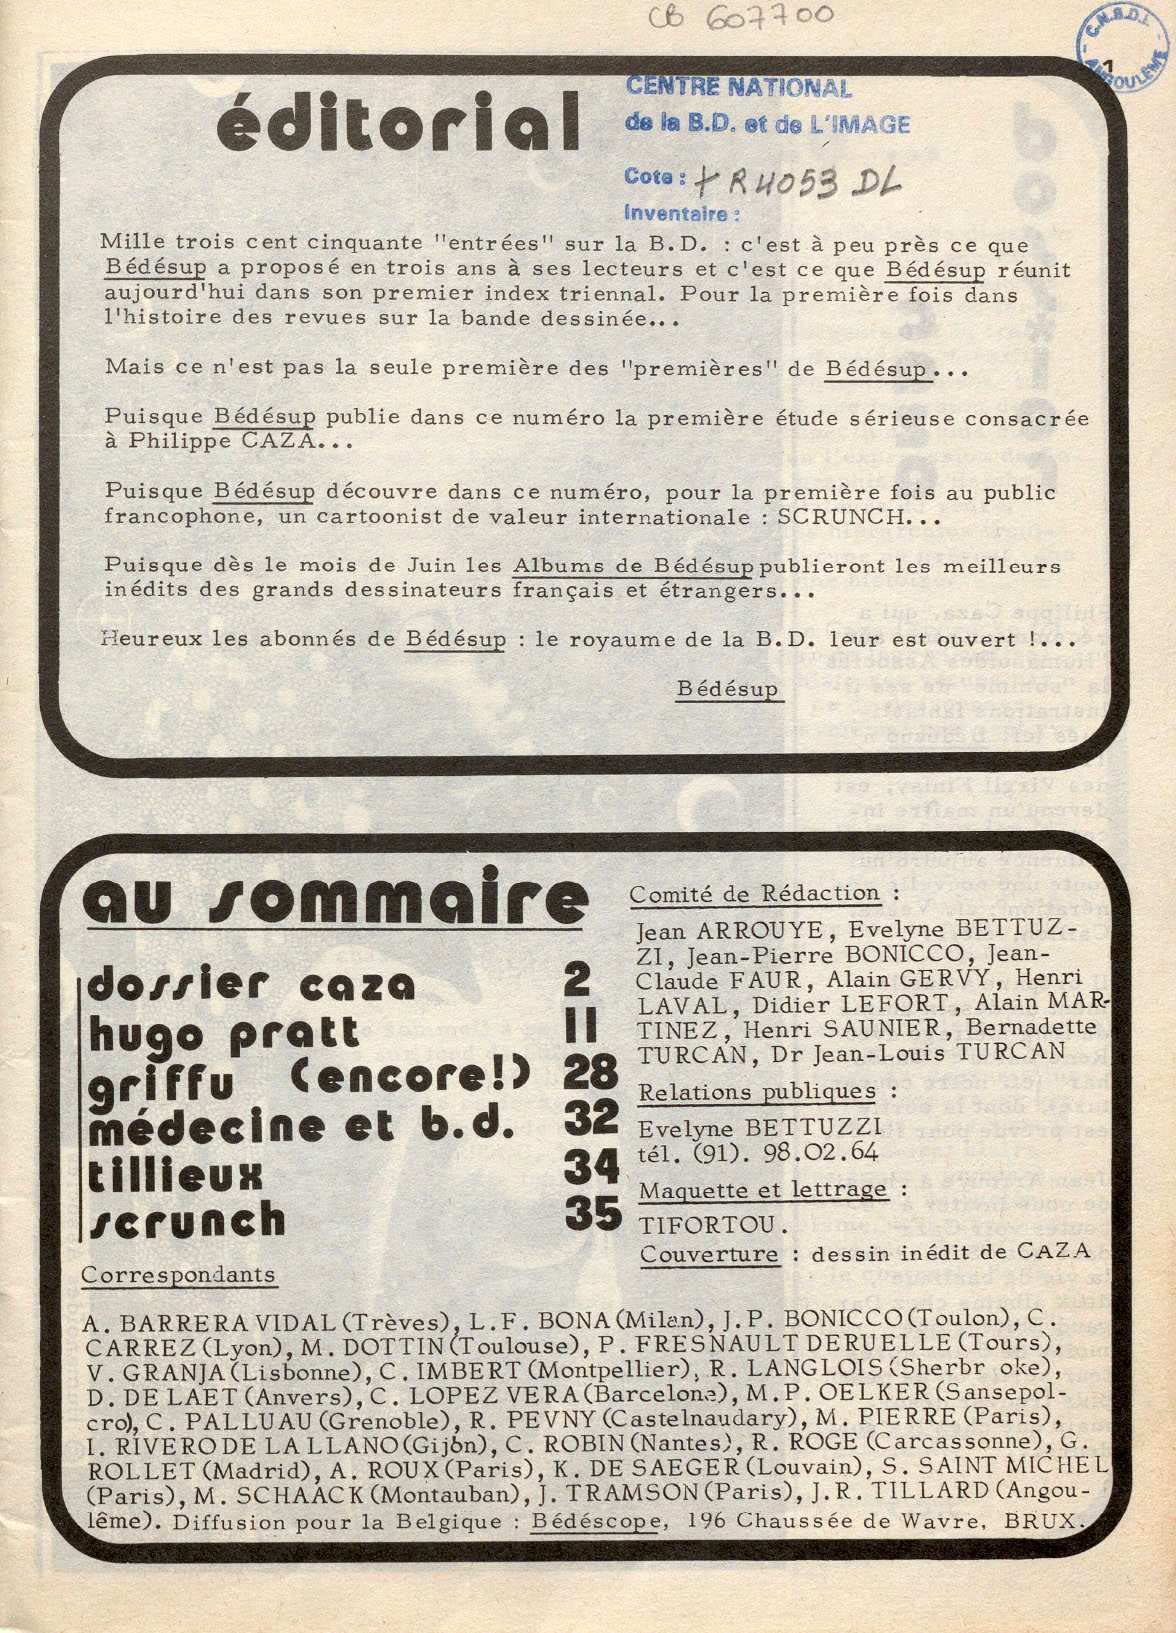 CB 607700
C.N.B.D.I. - ANGOULÊME
1
éditorial
CENTRE NATIONAL
de la B.D. et de L'IMAGE
Cote : + R 4053 DL
Inventaire :
Mille trois cent cinquante "entrées" sur la B.D. : c'est à peu près ce que
Bédésup a proposé en trois ans à ses lecteurs et c'est ce que Bédésup réunit
aujourd'hui dans son premier index triennal. Pour la première fois dans
l'histoire des revues sur la bande dessinée...
Mais ce n'est pas la seule première des "premières" de Bédésup...
Puisque Bédésup publie dans ce numéro la première étude sérieuse consacrée
à Philippe CAZA...
Puisque Bédésup découvre dans ce numéro, pour la première fois au public
francophone, un cartoonist de valeur internationale : SCRUNCH...
Puisque dès le mois de Juin les Albums de Bédésup publieront les meilleurs
inédits des grands dessinateurs français et étrangers...
Heureux les abonnés de Bédésup : le royaume de la B.D. leur est ouvert !...
Bédésup
au sommaire
dossier caza 2
hugo pratt 11
griffu (encore!) 28
médecine et b.d. 32
tillieux 34
scrunch 35
Comité de Rédaction :
Jean ARROUYE, Evelyne BETTUZ-
ZI, Jean-Pierre BONICCO, Jean-
Claude FAUR, Alain GERVY, Henri
LAVAL, Didier LEFORT, Alain MAR-
TINEZ, Henri SAUNIER, Bernadette
TURCAN, Dr Jean-Louis TURCAN
Relations publiques :
Evelyne BETTUZZI
tél. (91). 98.02.64
Maquette et lettrage :
TIFORTOU.
Couverture : dessin inédit de CAZA
Correspondants
A. BARRERA VIDAL (Trèves), L.F. BONA (Milan), J.P. BONICCO (Toulon), C.
CARREZ (Lyon), M. DOTTIN (Toulouse), P. FRESNAULT DERUELLE (Tours),
V. GRANJA (Lisbonne), C. IMBERT (Montpellier), R. LANGLOIS (Sherbr oke),
D. DE LAET (Anvers), C. LOPEZ VERA (Barcelone), M.P. OELKER (Sansepol-
cro), C. PALLUAU (Grenoble), R. PEVNY (Castelnaudary), M. PIERRE (Paris),
I. RIVERO DE LA LLANO (Gijòn), C. ROBIN (Nantes), R. ROGE (Carcassonne), G.
ROLLET (Madrid), A. ROUX (Paris), K. DE SAEGER (Louvain), S. SAINT MICHEL
(Paris), M. SCHAACK (Montauban), J. TRAMSON (Paris), J.R. TILLARD (Angou-
lême). Diffusion pour la Belgique : Bédéscope, 196 Chaussée de Wavre, BRUX.